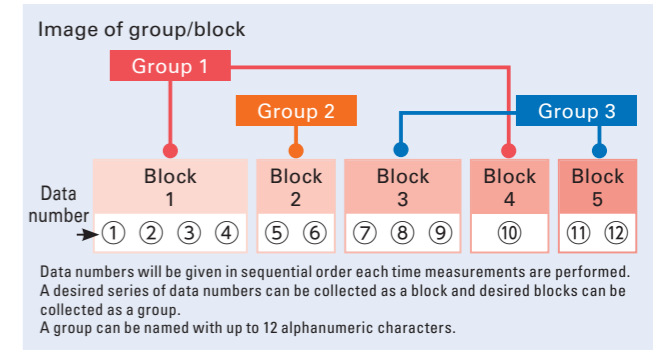 Image of group/block
Group 1
Group 2
Group 3
Block 1
Block 2
Block 3
Block 4
Block 5
Data number
① ② ③ ④ ⑤ ⑥ ⑦ ⑧ ⑨ ⑩ ⑪ ⑫
Data numbers will be given in sequential order each time measurements are performed.
A desired series of data numbers can be collected as a block and desired blocks can be
collected as a group.
A group can be named with up to 12 alphanumeric characters.